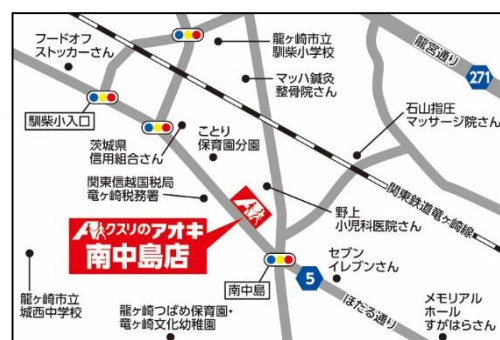 フードオフ
ストッカーさん
龍ヶ崎市立
馴柴小学校
龍宮通り
271
マッハ鍼灸
整骨院さん
馴柴小入口
石山指圧
マッサージ院さん
茨城県
信用組合さん
ことり
保育園分園
関東信越国税局
竜ヶ崎税務署
関東鉄道竜ヶ崎線
野上
小児科医院さん
クスリのアオキ
南中島店
南中島
5
セブン
イレブンさん
ほたる通り
龍ヶ崎市立
城西中学校
龍ヶ崎つばめ保育園・
竜ヶ崎文化幼稚園
メモリアル
ホール
すがはらさん